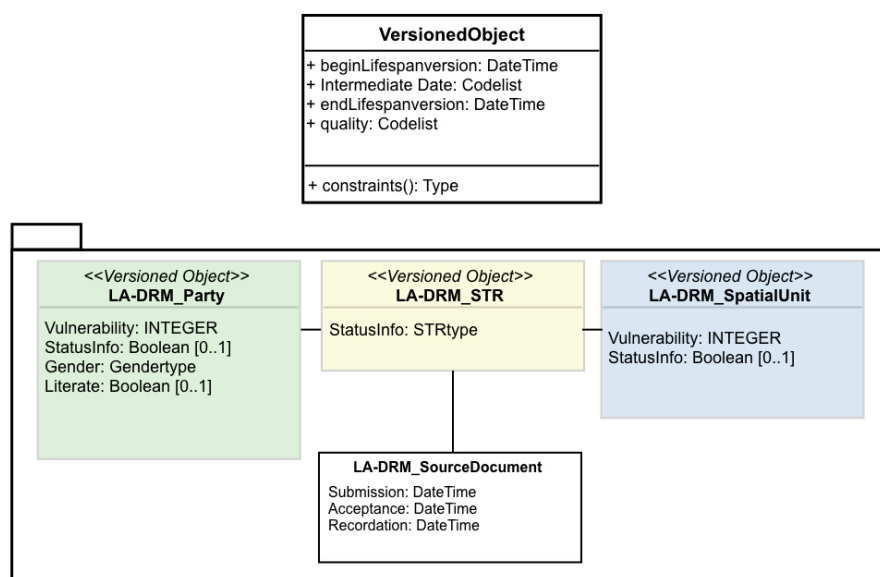 VersionedObject
+ beginLifespanversion: DateTime
+ Intermediate Date: Codelist
+ endLifespanversion: DateTime
+ quality: Codelist
+ constraints(): Type
<<Versioned Object>>
LA-DRM_Party
Vulnerability: INTEGER
StatusInfo: Boolean [0..1]
Gender: Gendertype
Literate: Boolean [0..1]
<<Versioned Object>>
LA-DRM_STR
StatusInfo: STRtype
<<Versioned Object>>
LA-DRM_SpatialUnit
Vulnerability: INTEGER
StatusInfo: Boolean [0..1]
LA-DRM_SourceDocument
Submission: DateTime
Acceptance: DateTime
Recordation: DateTime